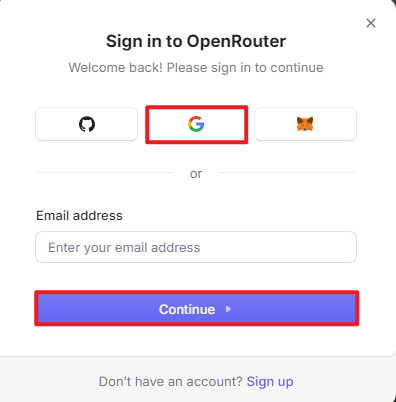 Sign in to OpenRouter
Welcome back! Please sign in to continue
or
Email address
Enter your email address
Continue
Don't have an account? Sign up